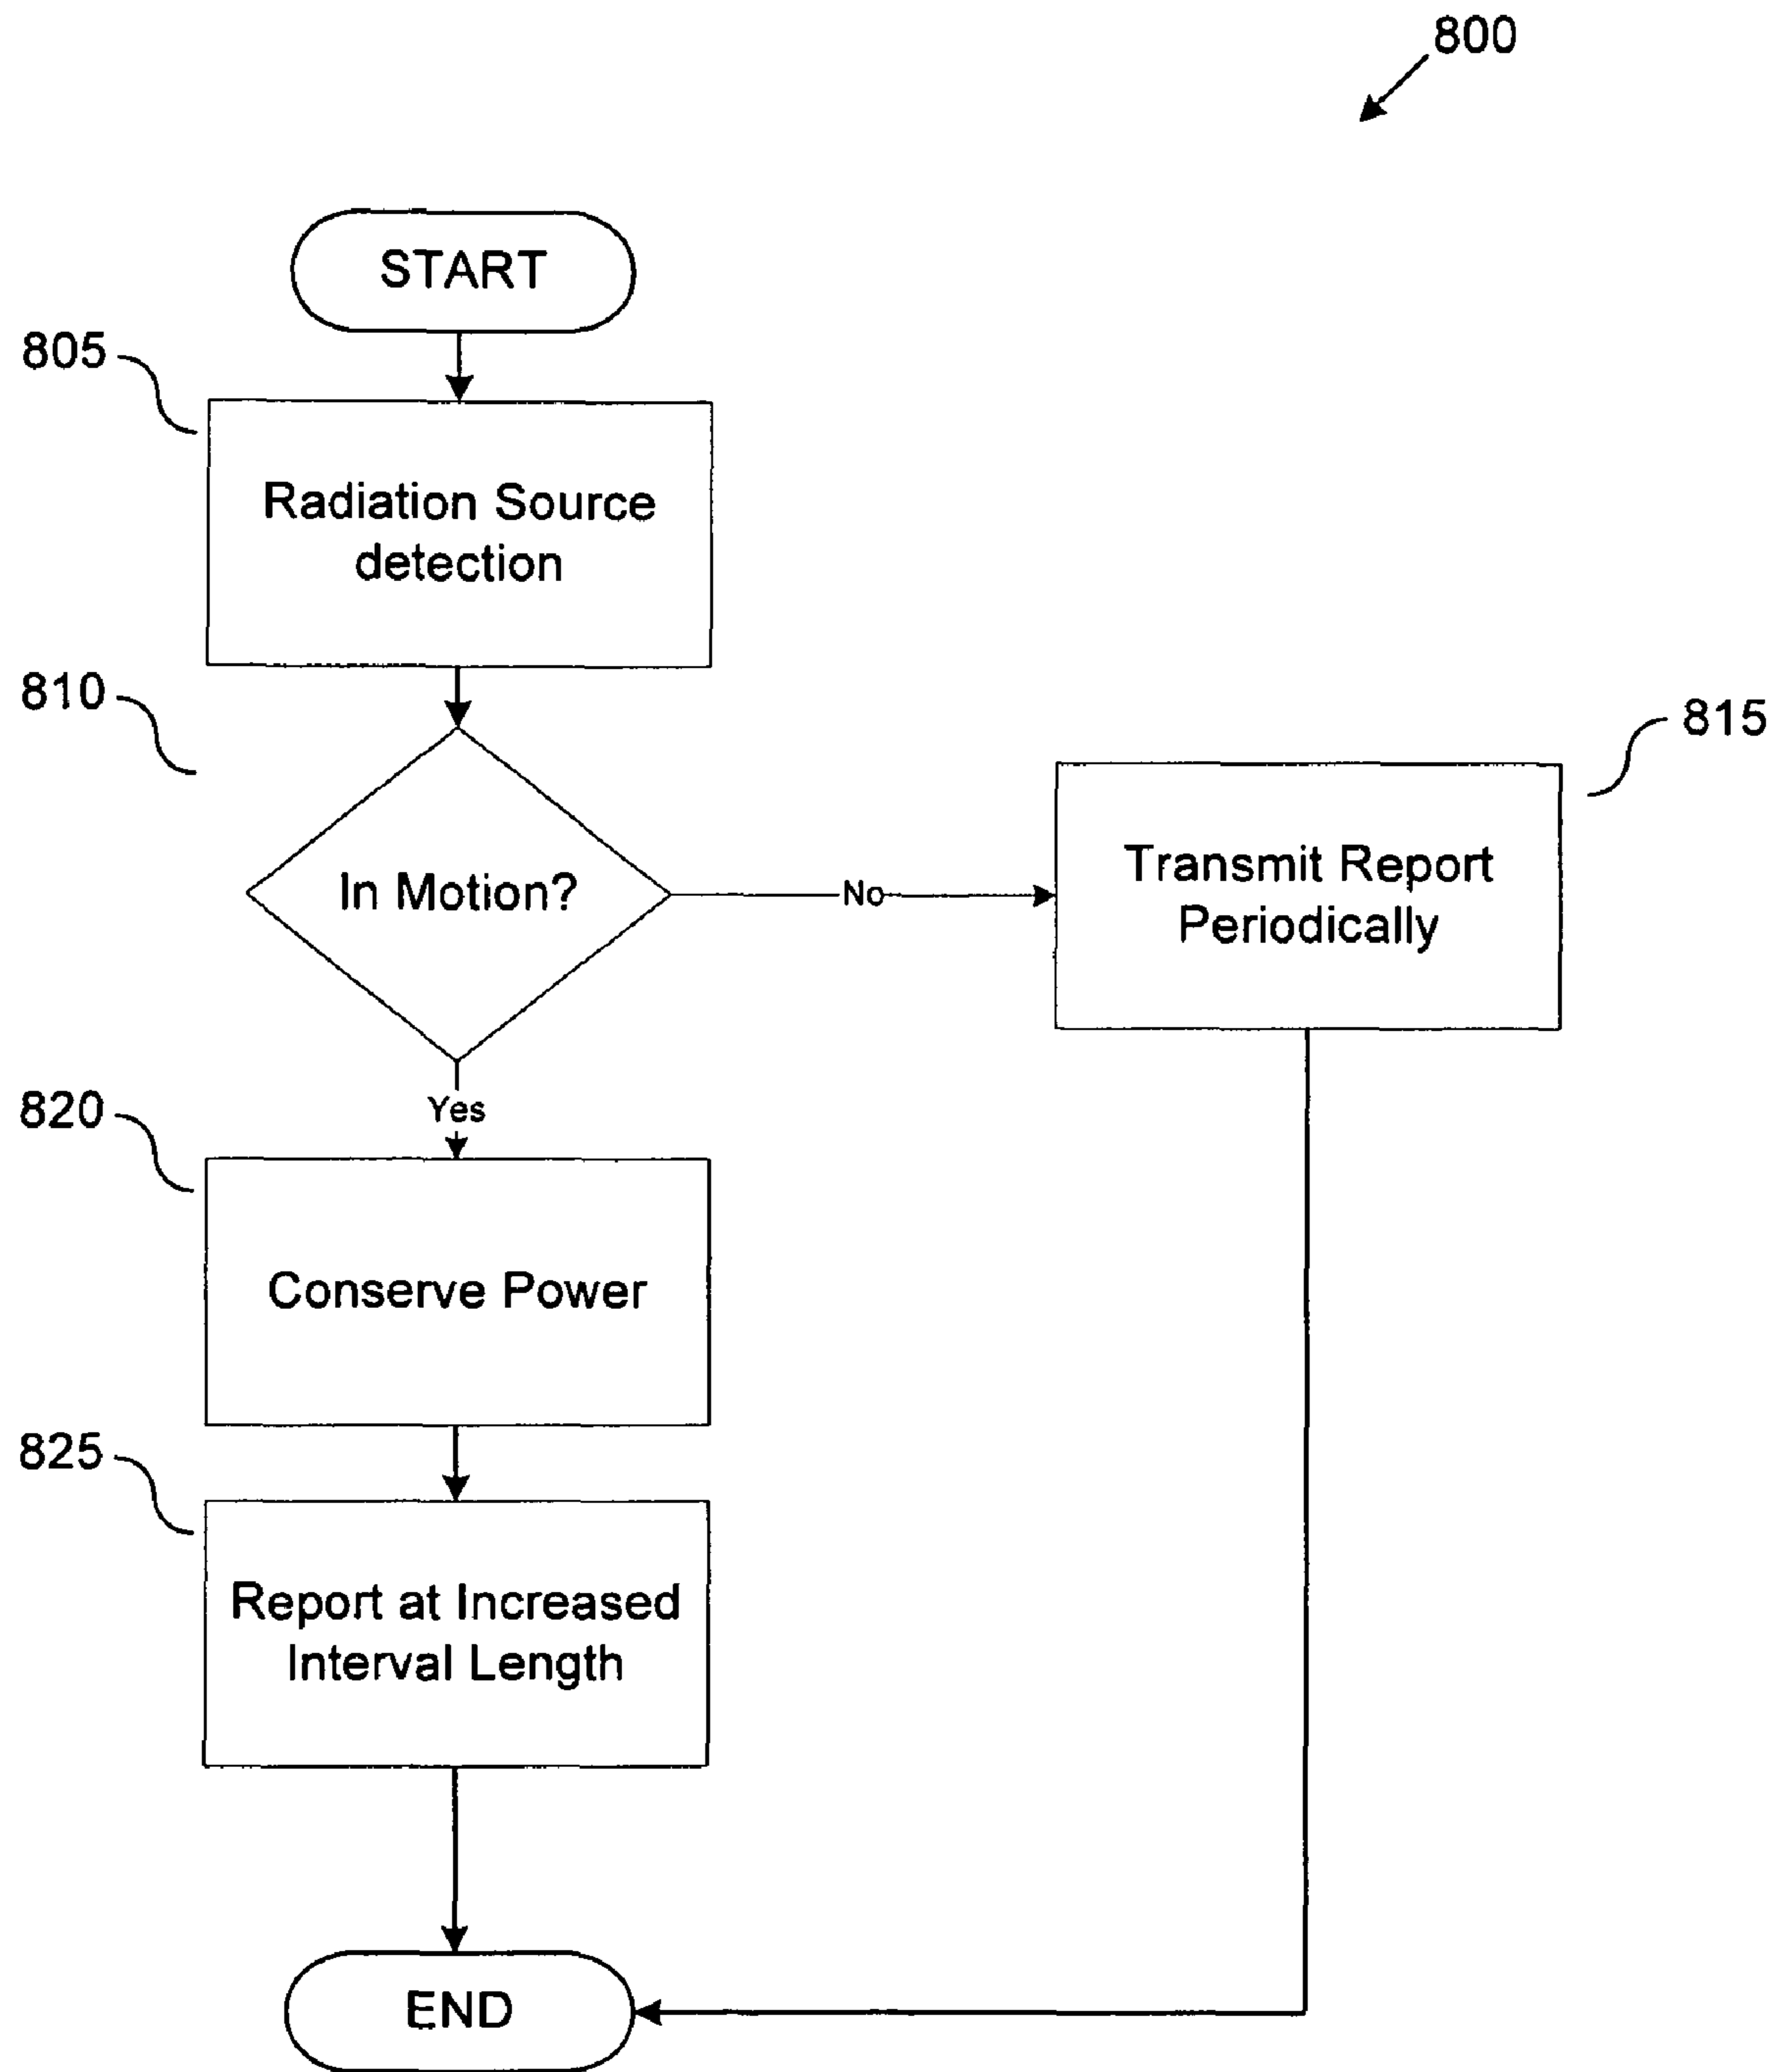 800
START
805
Radiation Source
detection
810
In Motion?
No
815
Transmit Report
Periodically
Yes
820
Conserve Power
825
Report at Increased
Interval Length
END